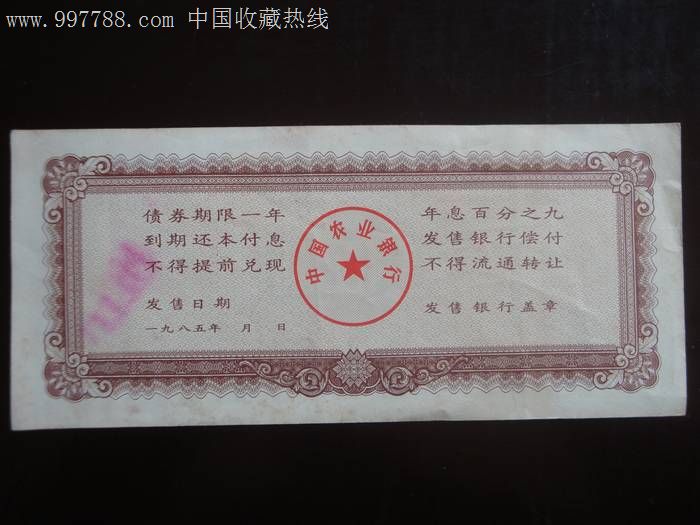 www.997788.com 中国收藏热线
债券期限一年
到期还本付息
不得提前兑现
发售日期
一九八五年 月 日
中国农业银行
年息百分之九
发售银行偿付
不得流通转让
发售银行盖章